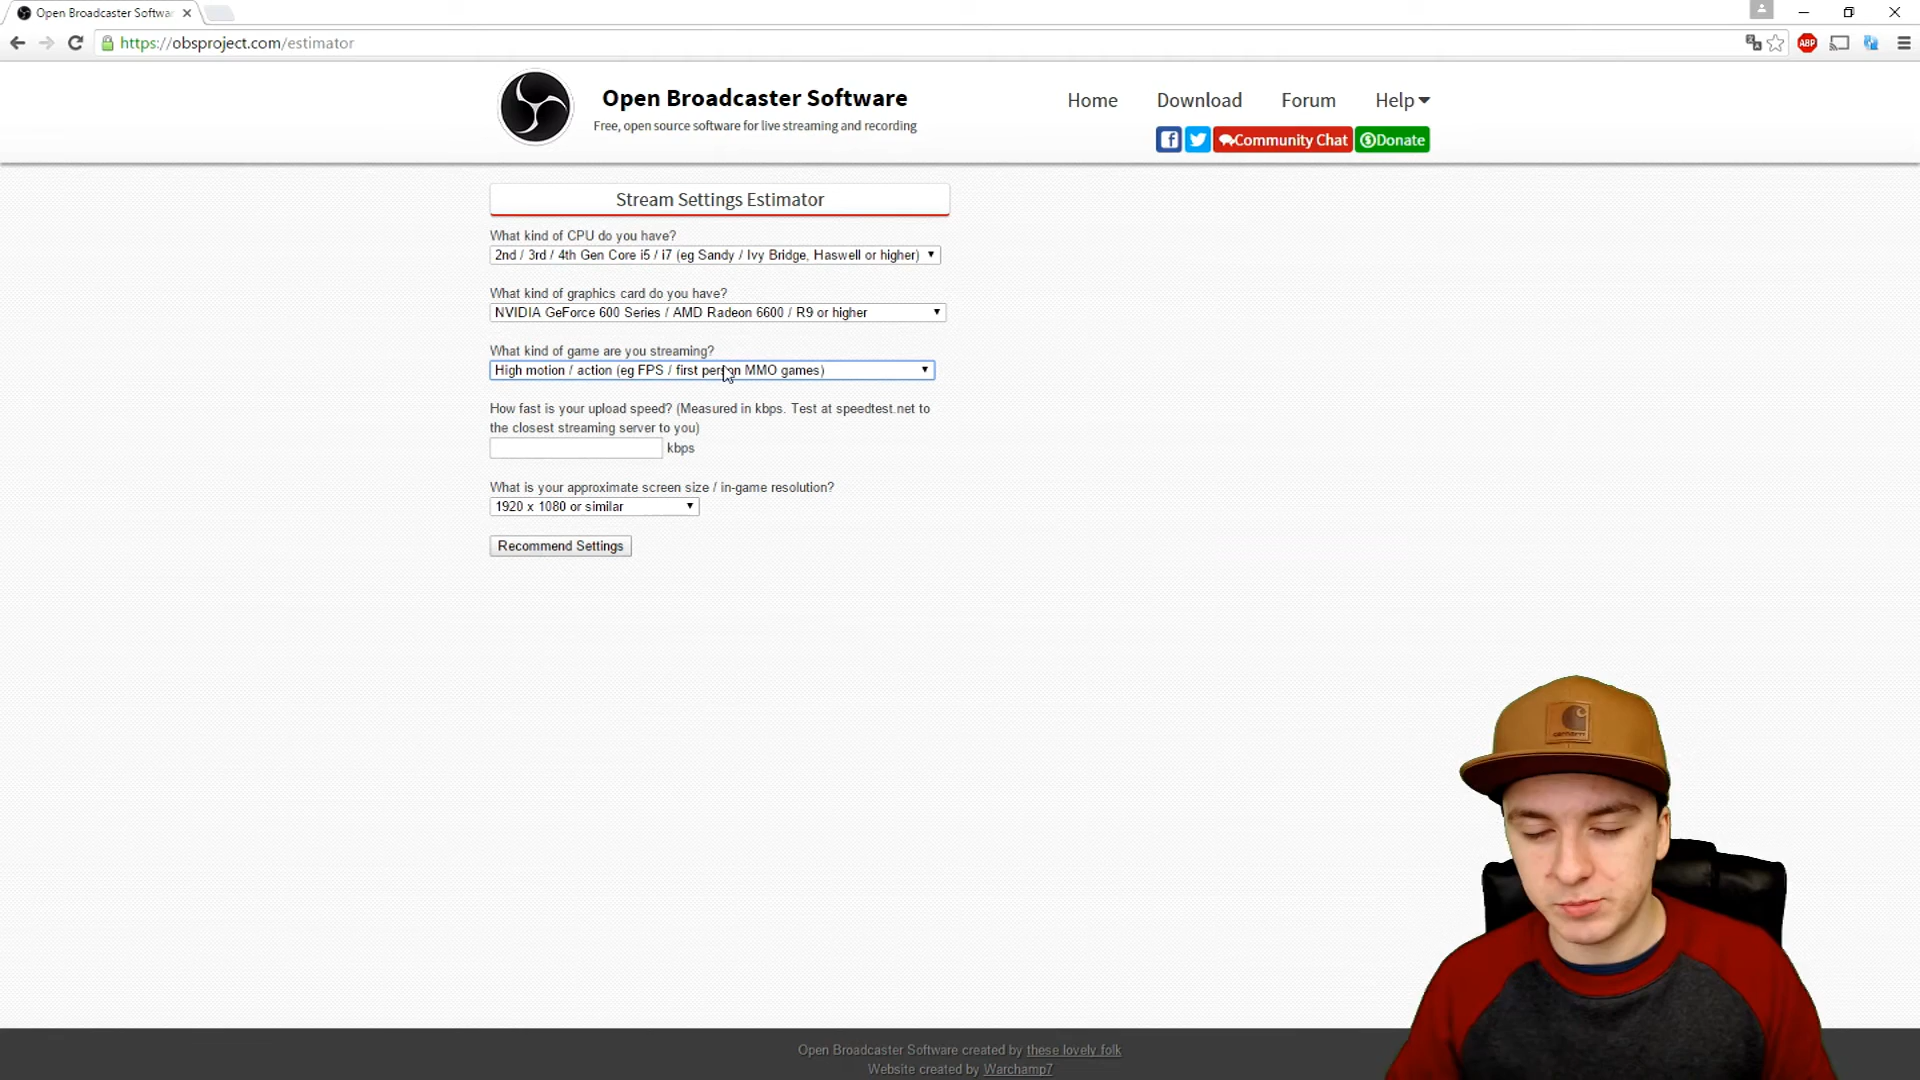 Open Broadcaster Softwa
https://obsproject.com/estimator
ABP
Open Broadcaster Software
Free, open source software for live streaming and recording
Home Download Forum Help
Community Chat Donate
Stream Settings Estimator
What kind of CPU do you have?
2nd / 3rd / 4th Gen Core i5 / i7 (eg Sandy / Ivy Bridge, Haswell or higher)
What kind of graphics card do you have?
NVIDIA GeForce 600 Series / AMD Radeon 6600 / R9 or higher
What kind of game are you streaming?
High motion / action (eg FPS / first person MMO games)
How fast is your upload speed? (Measured in kbps. Test at speedtest.net to
the closest streaming server to you)
kbps
What is your approximate screen size / in-game resolution?
1920 x 1080 or similar
Recommend Settings
carhartt
Open Broadcaster Software created by these lovely folk
Website created by Warchamp7